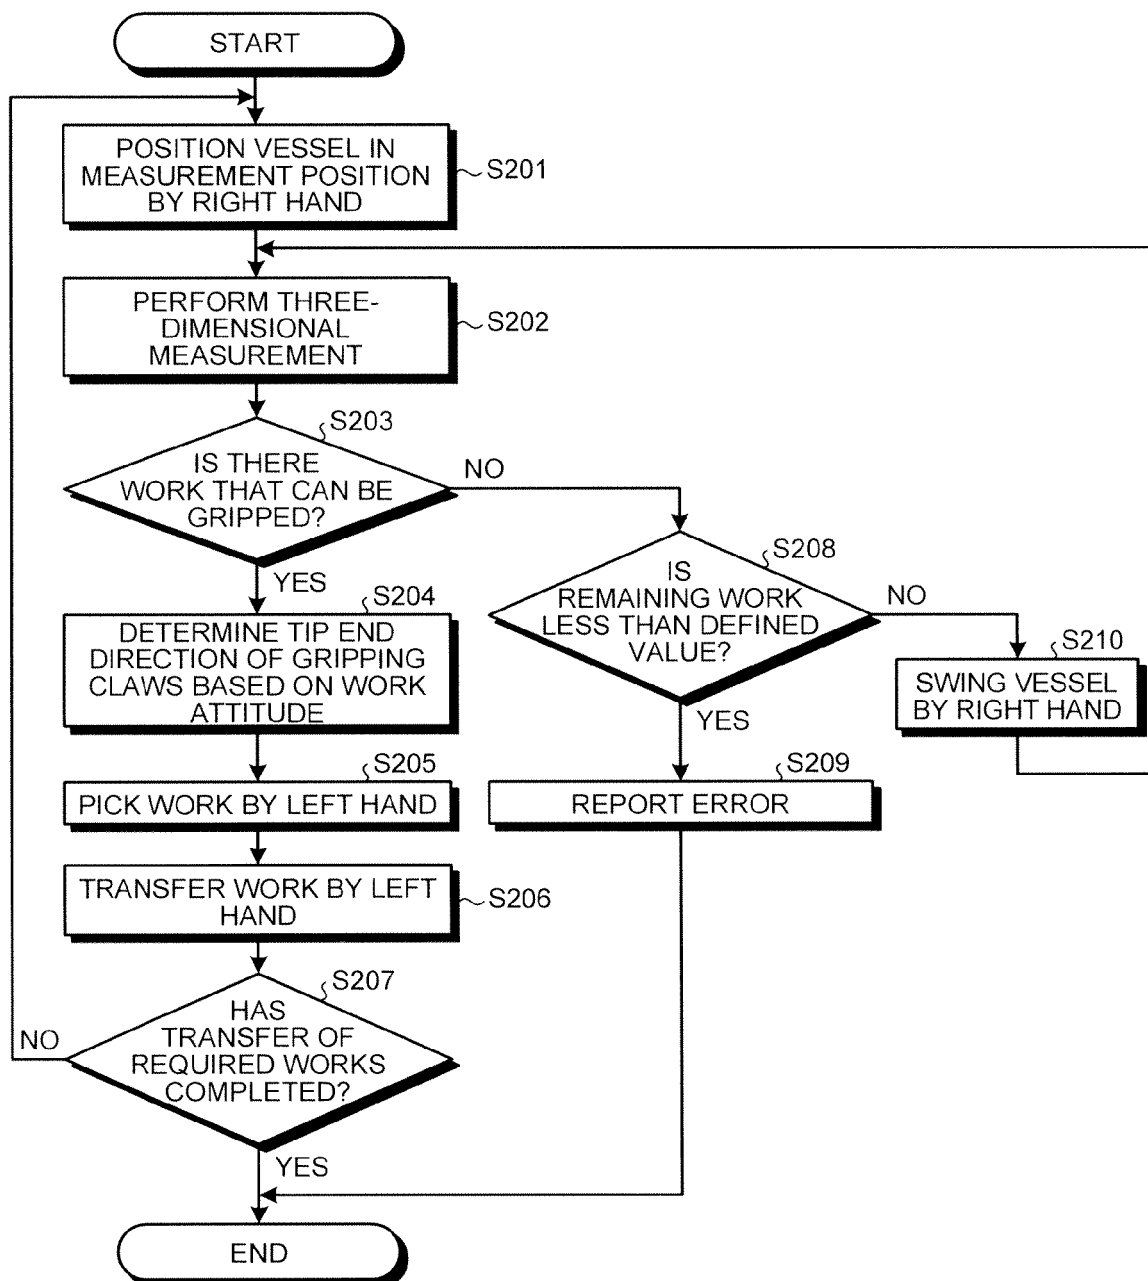 START
POSITION VESSEL IN
MEASUREMENT POSITION
BY RIGHT HAND
S201
PERFORM THREE-
DIMENSIONAL
MEASUREMENT
S202
S203
IS THERE
WORK THAT CAN BE
GRIPPED?
NO
YES
S204
DETERMINE TIP END
DIRECTION OF GRIPPING
CLAWS BASED ON WORK
ATTITUDE
S205
PICK WORK BY LEFT HAND
TRANSFER WORK BY LEFT
HAND
S206
S207
HAS
TRANSFER OF
REQUIRED WORKS
COMPLETED?
NO
YES
S208
IS
REMAINING WORK
LESS THAN DEFINED
VALUE?
NO
YES
S209
REPORT ERROR
S210
SWING VESSEL
BY RIGHT HAND
END